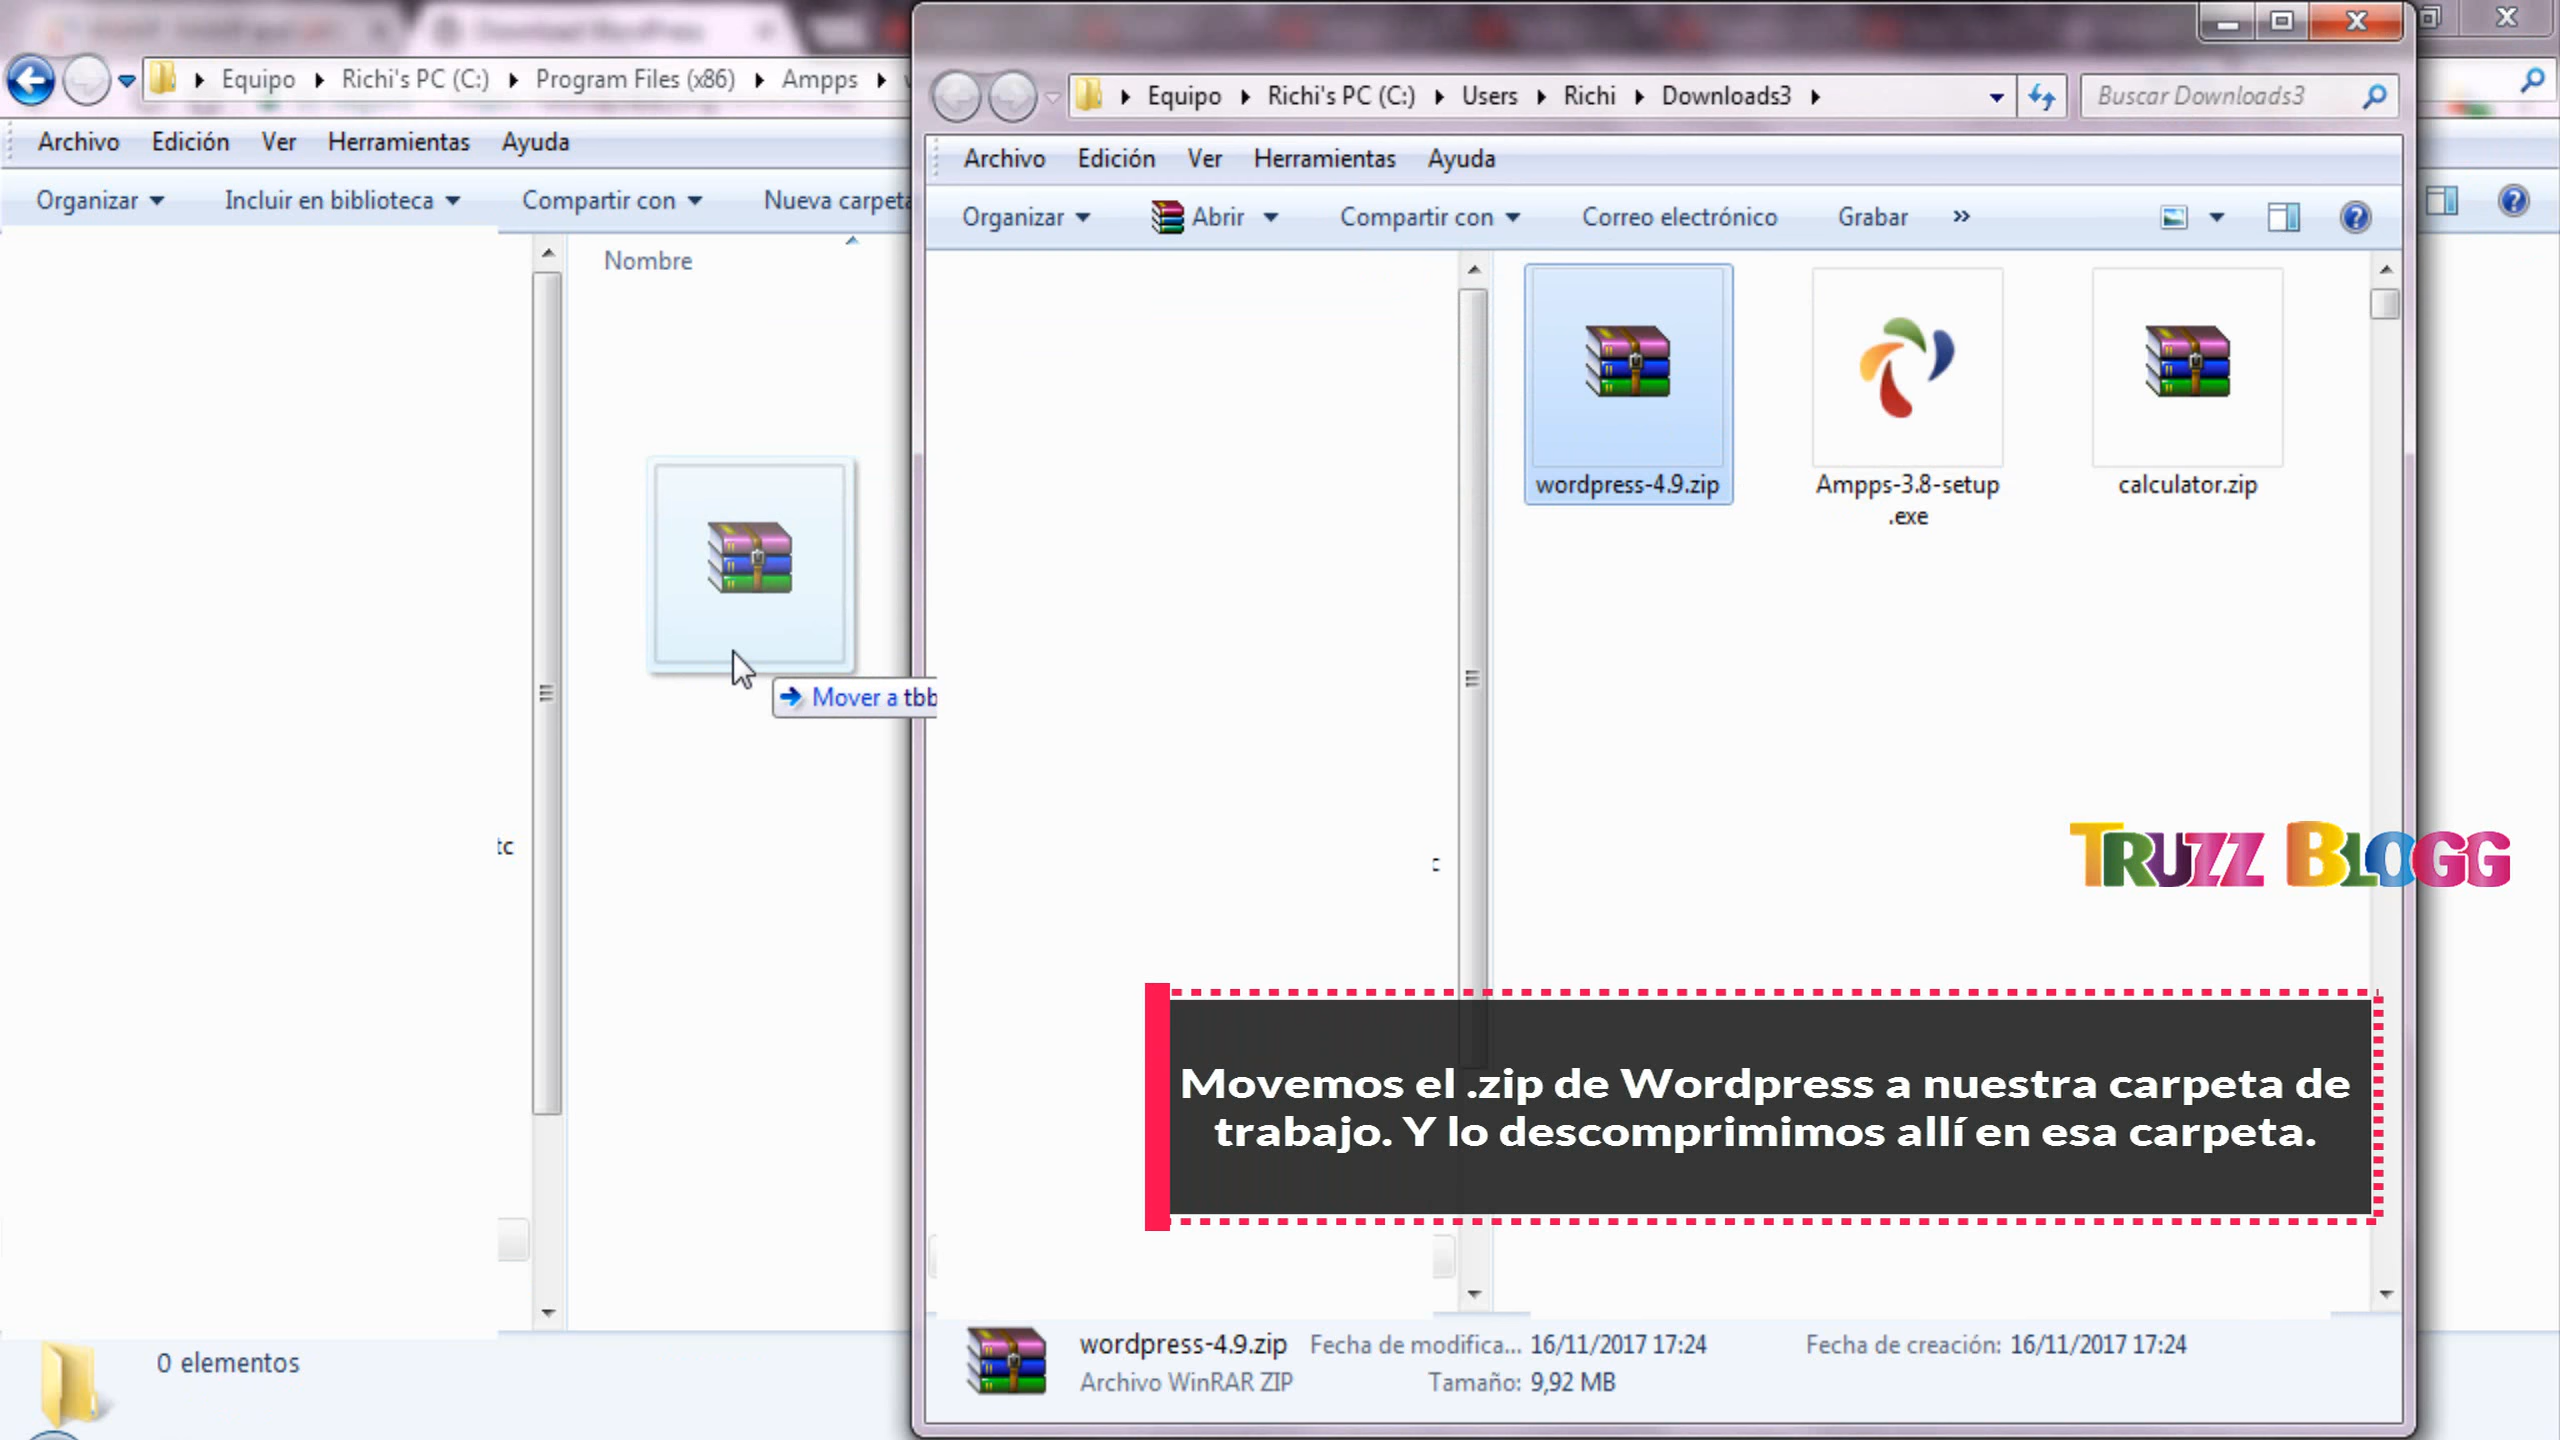 Equipo
Richi's PC (C:)
Program Files (x86)
Ampps
Archivo
Edición
Ver
Herramientas
Ayuda
Organizar
Incluir en biblioteca
Compartir con
Nueva carpeta
Nombre
Mover a tbb
tc
0 elementos
Equipo
Richi's PC (C:)
Users
Richi
Downloads3
Buscar Downloads3
Archivo
Edición
Ver
Herramientas
Ayuda
Organizar
Abrir
Compartir con
Correo electrónico
Grabar
»
wordpress-4.9.zip
Ampps-3.8-setup
.exe
calculator.zip
c
TRUZZ BLOGG
Movemos el .zip de Wordpress a nuestra carpeta de
trabajo. Y lo descomprimimos allí en esa carpeta.
wordpress-4.9.zip
Fecha de modifica... 16/11/2017 17:24
Fecha de creación: 16/11/2017 17:24
Archivo WinRAR ZIP
Tamaño: 9,92 MB